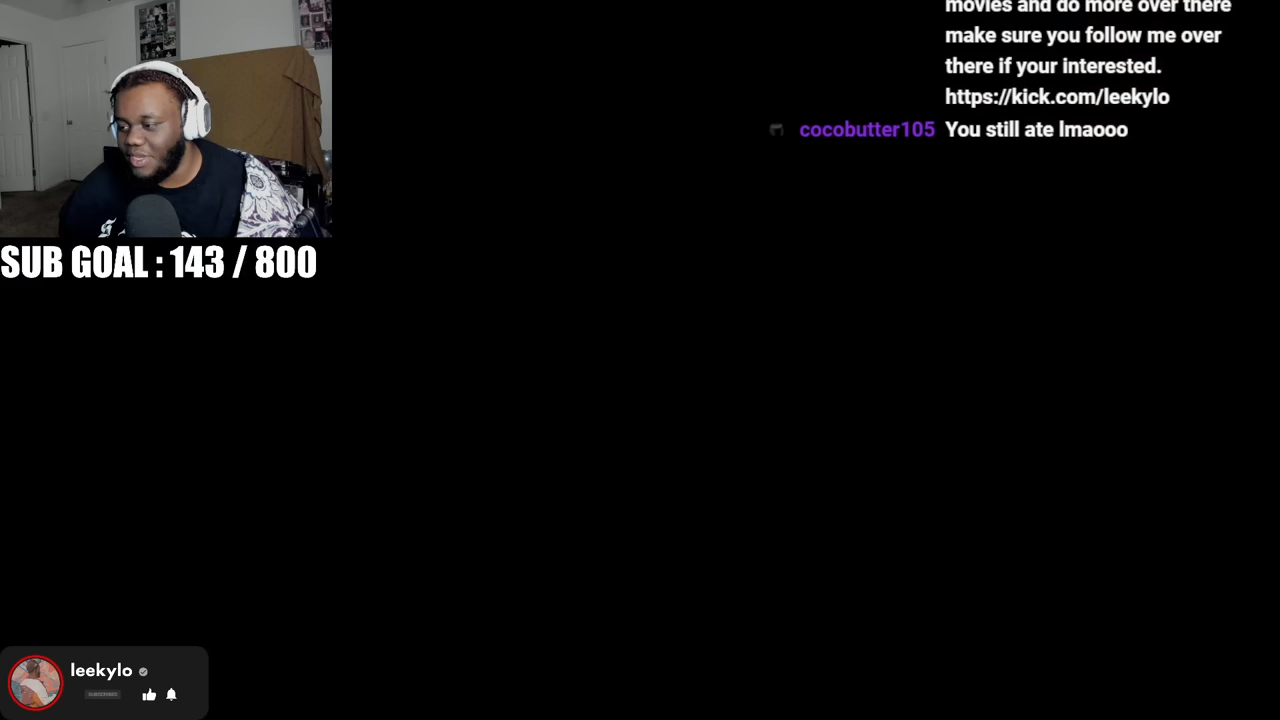 movies and do more over there
make sure you follow me over
there if your interested.
https://kick.com/leekylo
cocobutter105 You still ate lmaooo
SUB GOAL : 143 / 800
leekylo
SUBSCRIBED